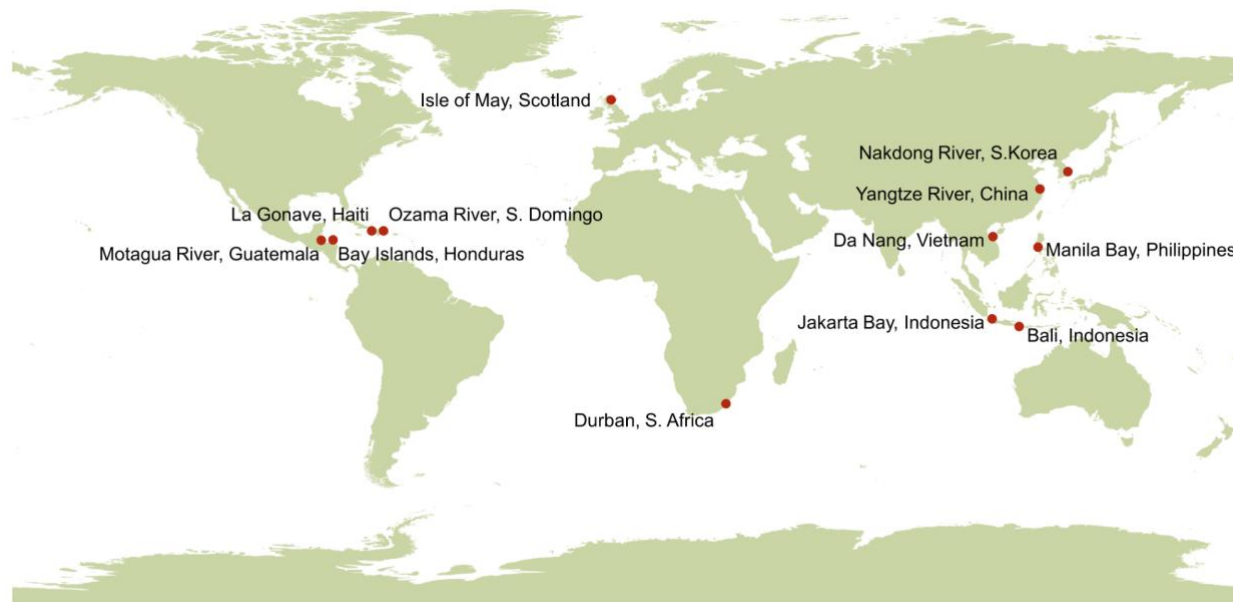 Isle of May, Scotland
Nakdong River, S.Korea
Yangtze River, China
La Gonave, Haiti
Ozama River, S. Domingo
Motagua River, Guatemala
Bay Islands, Honduras
Da Nang, Vietnam
Manila Bay, Philippines
Jakarta Bay, Indonesia
Bali, Indonesia
Durban, S. Africa